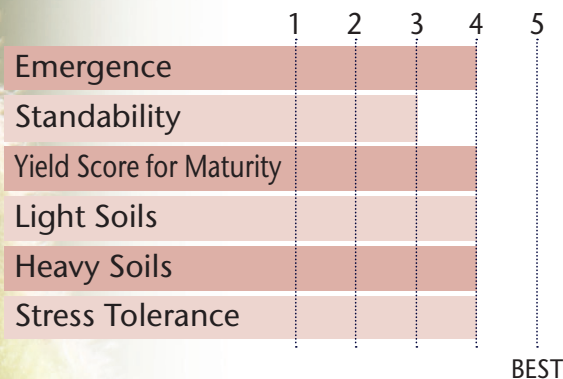 1 2 3 4 5
Emergence
Standability
Yield Score for Maturity
Light Soils
Heavy Soils
Stress Tolerance
BEST